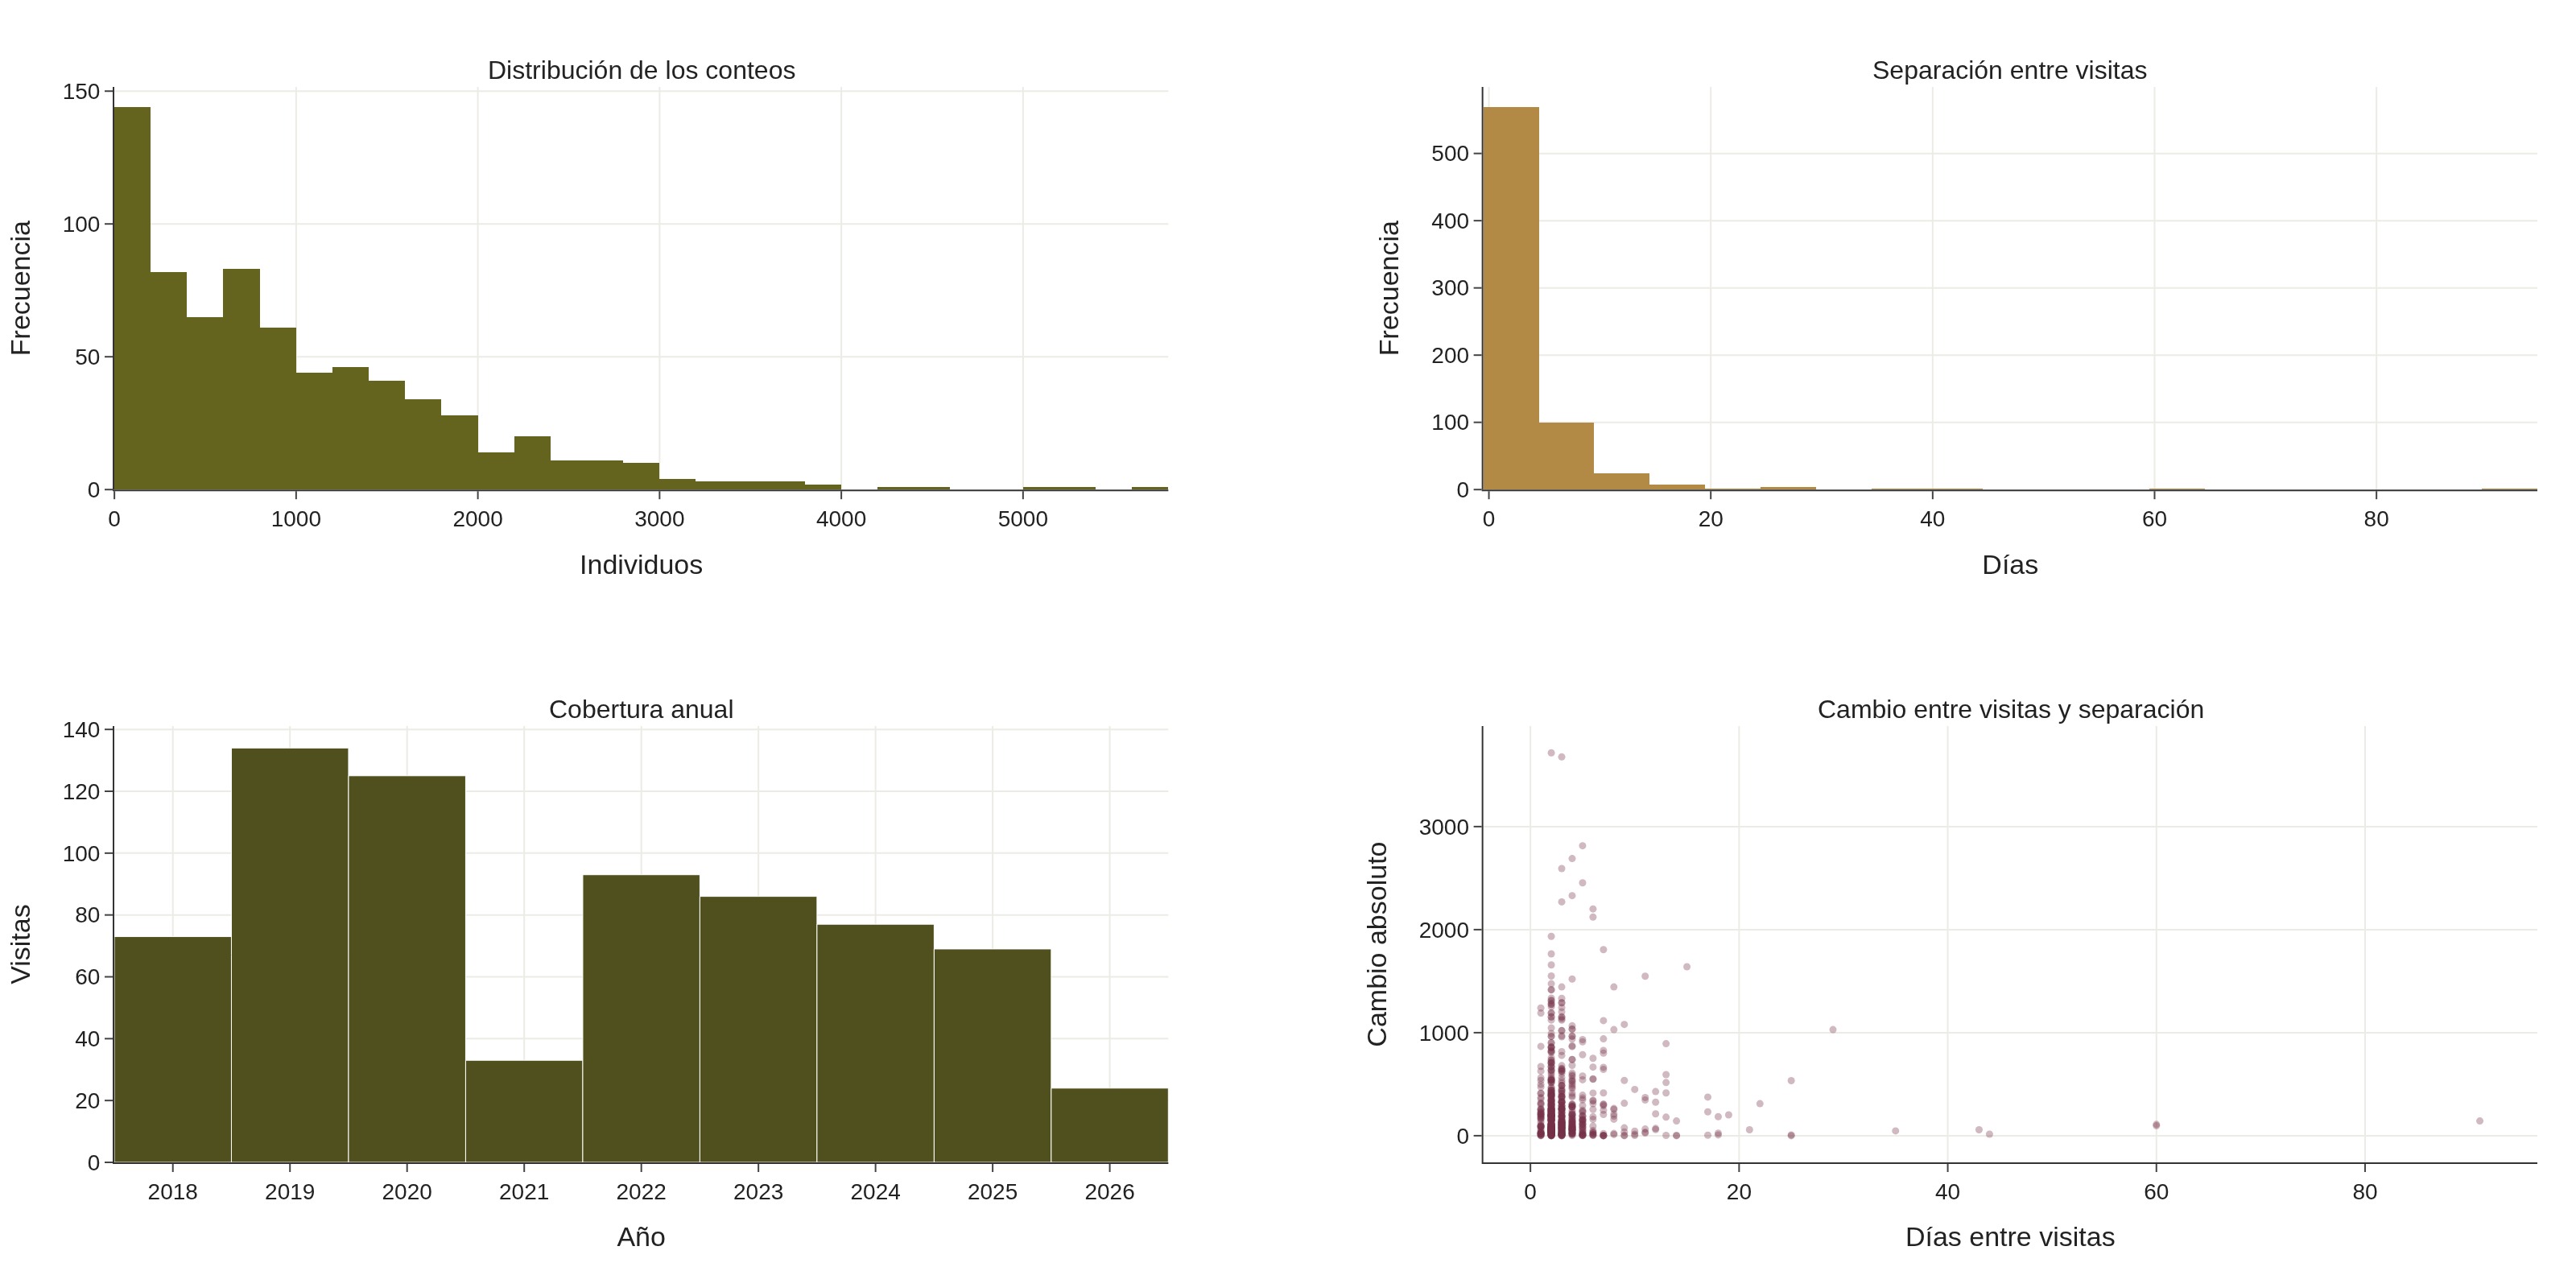 Distribución de los conteos
Frecuencia
150
100
50
0
0 1000 2000 3000 4000 5000
Individuos
Separación entre visitas
Frecuencia
500
400
300
200
100
0
0 20 40 60 80
Días
Cobertura anual
Visitas
140
120
100
80
60
40
20
0
2018 2019 2020 2021 2022 2023 2024 2025 2026
Año
Cambio entre visitas y separación
Cambio absoluto
3000
2000
1000
0
0 20 40 60 80
Días entre visitas